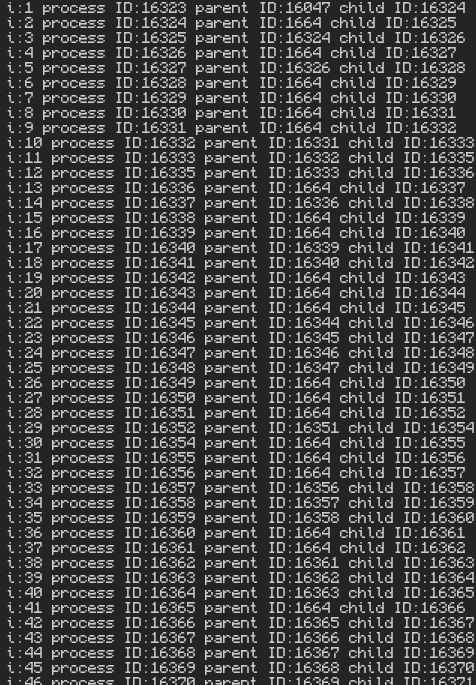 i:1 process ID:16323 parent ID:16047 child ID:16324
i:2 process ID:16324 parent ID:1664 child ID:16325
i:3 process ID:16325 parent ID:16324 child ID:16326
i:4 process ID:16326 parent ID:1664 child ID:16327
i:5 process ID:16327 parent ID:16326 child ID:16328
i:6 process ID:16328 parent ID:1664 child ID:16329
i:7 process ID:16329 parent ID:1664 child ID:16330
i:8 process ID:16330 parent ID:1664 child ID:16331
i:9 process ID:16331 parent ID:1664 child ID:16332
i:10 process ID:16332 parent ID:16331 child ID:16333
i:11 process ID:16333 parent ID:16332 child ID:16335
i:12 process ID:16335 parent ID:16333 child ID:16336
i:13 process ID:16336 parent ID:1664 child ID:16337
i:14 process ID:16337 parent ID:16336 child ID:16338
i:15 process ID:16338 parent ID:1664 child ID:16339
i:16 process ID:16339 parent ID:1664 child ID:16340
i:17 process ID:16340 parent ID:16339 child ID:16341
i:18 process ID:16341 parent ID:16340 child ID:16342
i:19 process ID:16342 parent ID:1664 child ID:16343
i:20 process ID:16343 parent ID:1664 child ID:16344
i:21 process ID:16344 parent ID:1664 child ID:16345
i:22 process ID:16345 parent ID:16344 child ID:16346
i:23 process ID:16346 parent ID:16345 child ID:16347
i:24 process ID:16347 parent ID:16346 child ID:16348
i:25 process ID:16348 parent ID:16347 child ID:16349
i:26 process ID:16349 parent ID:1664 child ID:16350
i:27 process ID:16350 parent ID:1664 child ID:16351
i:28 process ID:16351 parent ID:1664 child ID:16352
i:29 process ID:16352 parent ID:16351 child ID:16354
i:30 process ID:16354 parent ID:1664 child ID:16355
i:31 process ID:16355 parent ID:1664 child ID:16356
i:32 process ID:16356 parent ID:1664 child ID:16357
i:33 process ID:16357 parent ID:16356 child ID:16358
i:34 process ID:16358 parent ID:16357 child ID:16359
i:35 process ID:16359 parent ID:16358 child ID:16360
i:36 process ID:16360 parent ID:1664 child ID:16361
i:37 process ID:16361 parent ID:1664 child ID:16362
i:38 process ID:16362 parent ID:16361 child ID:16363
i:39 process ID:16363 parent ID:16362 child ID:16364
i:40 process ID:16364 parent ID:16363 child ID:16365
i:41 process ID:16365 parent ID:1664 child ID:16366
i:42 process ID:16366 parent ID:16365 child ID:16367
i:43 process ID:16367 parent ID:16366 child ID:16368
i:44 process ID:16368 parent ID:16367 child ID:16369
i:45 process ID:16369 parent ID:16368 child ID:16370
i:46 process ID:16370 parent ID:16369 child ID:16371